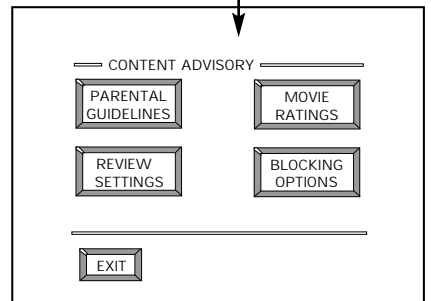 CONTENT ADVISORY
PARENTAL
GUIDELINES
MOVIE
RATINGS
REVIEW
SETTINGS
BLOCKING
OPTIONS
EXIT